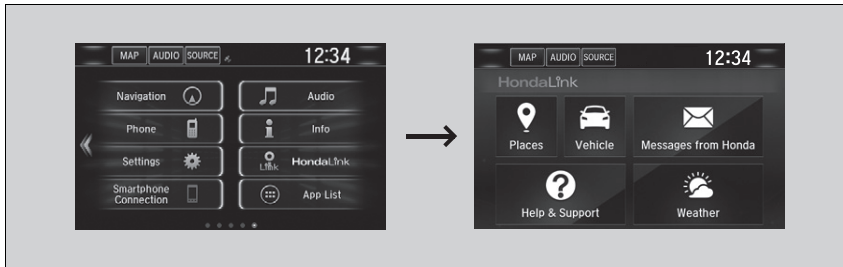 MAP AUDIO SOURCE 12:34
Navigation Audio
Phone Info
Settings Link HondaLink
Smartphone
Connection App List
MAP AUDIO SOURCE 12:34
HondaLink
Places Vehicle Messages from Honda
Help & Support Weather